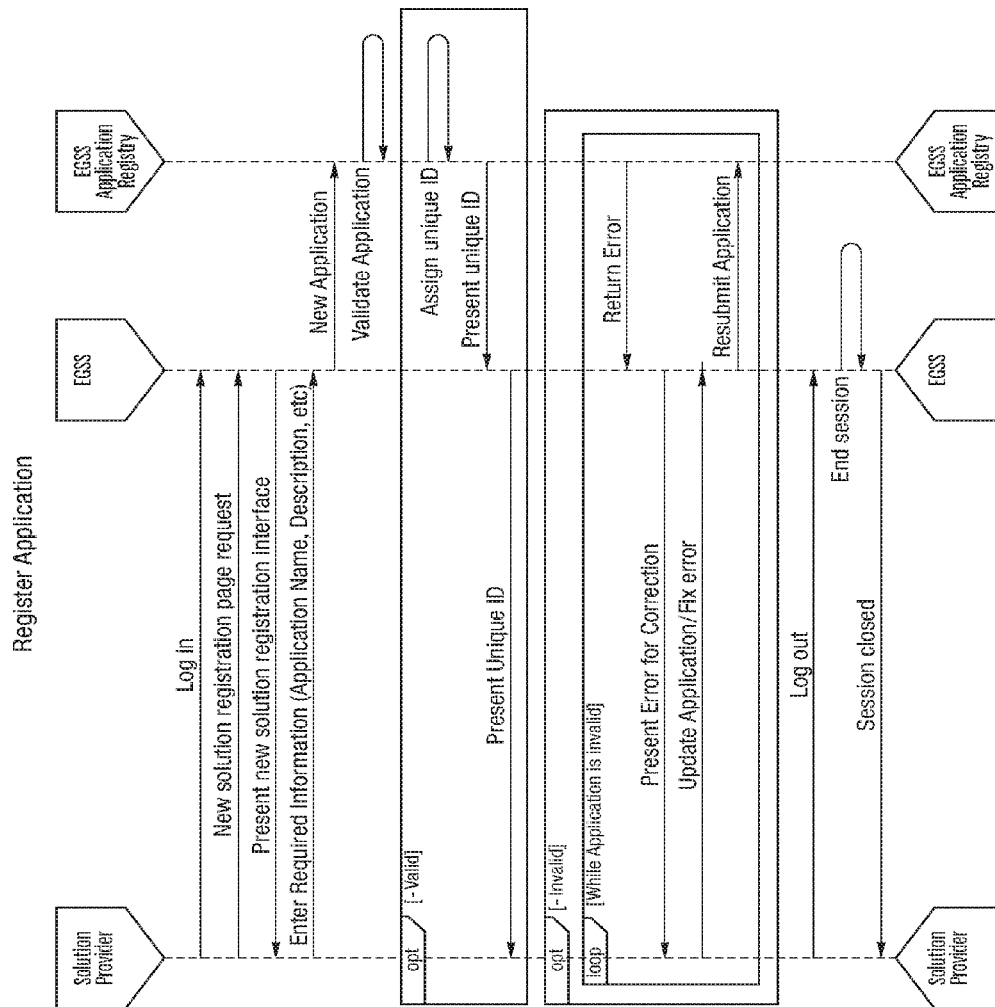 Register Application
Solution
Provider
EGSS
EGSS
Application
Registry
Log in
New solution registration page request
Present new solution registration interface
Enter Required Information (Application Name, Description, etc)
New Application
Validate Application
opt
[-Valid]
Assign unique ID
Present unique ID
Present Unique ID
opt
[-Invalid]
loop
[While Application is invalid]
Return Error
Present Error for Correction
Update Application/Fix error
Resubmit Application
Log out
End session
Session closed
Solution
Provider
EGSS
EGSS
Application
Registry